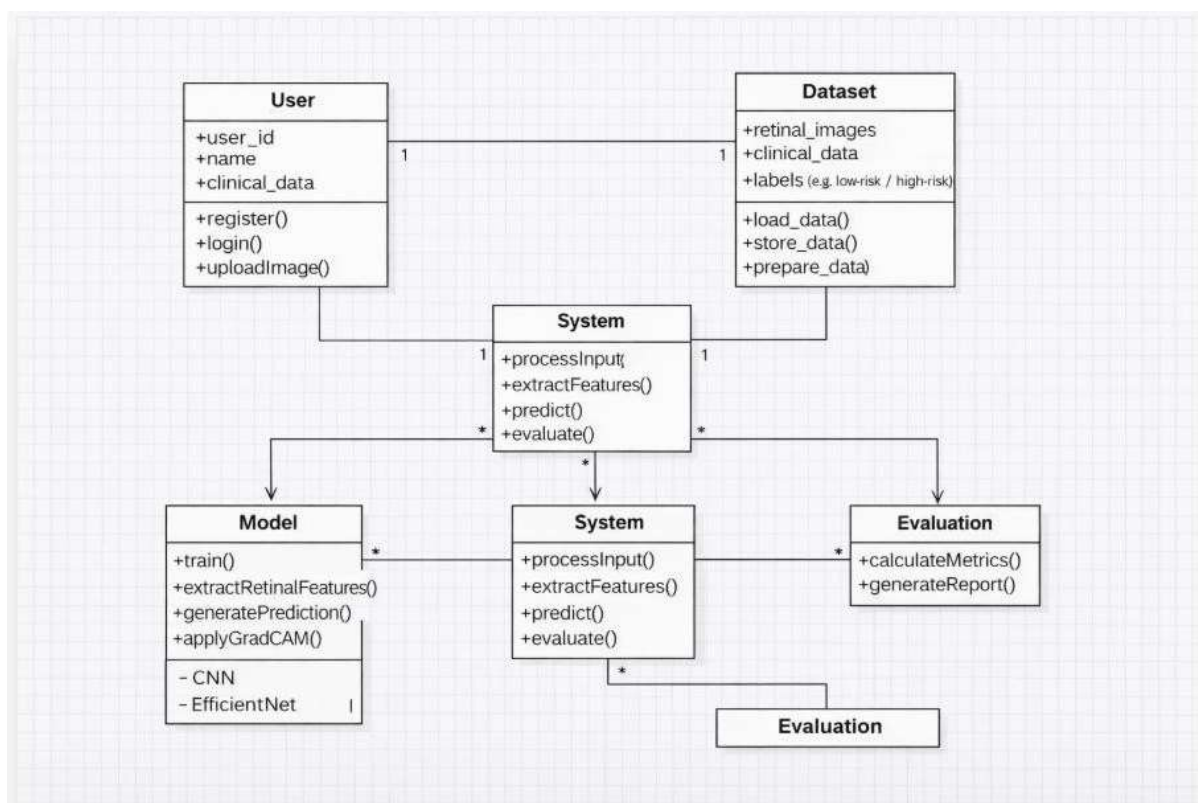 User
+user_id
+name
+clinical_data
+register()
+login()
+uploadImage()
1
1
Dataset
+retinal_images
+clinical_data
+labels (e.g. low-risk / high-risk)
+load_data()
+store_data()
+prepare_data)
System
1
1
+processInput(
+extractFeatures()
+predict()
+evaluate()
*
*
*
Model
+train()
+extractRetinalFeatures()
+generatePrediction()
+applyGradCAM()
- CNN
- EfficientNet
*
System
+processInput()
+extractFeatures()
+predict()
+evaluate()
*
*
Evaluation
+calculateMetrics()
+generateReport()
Evaluation